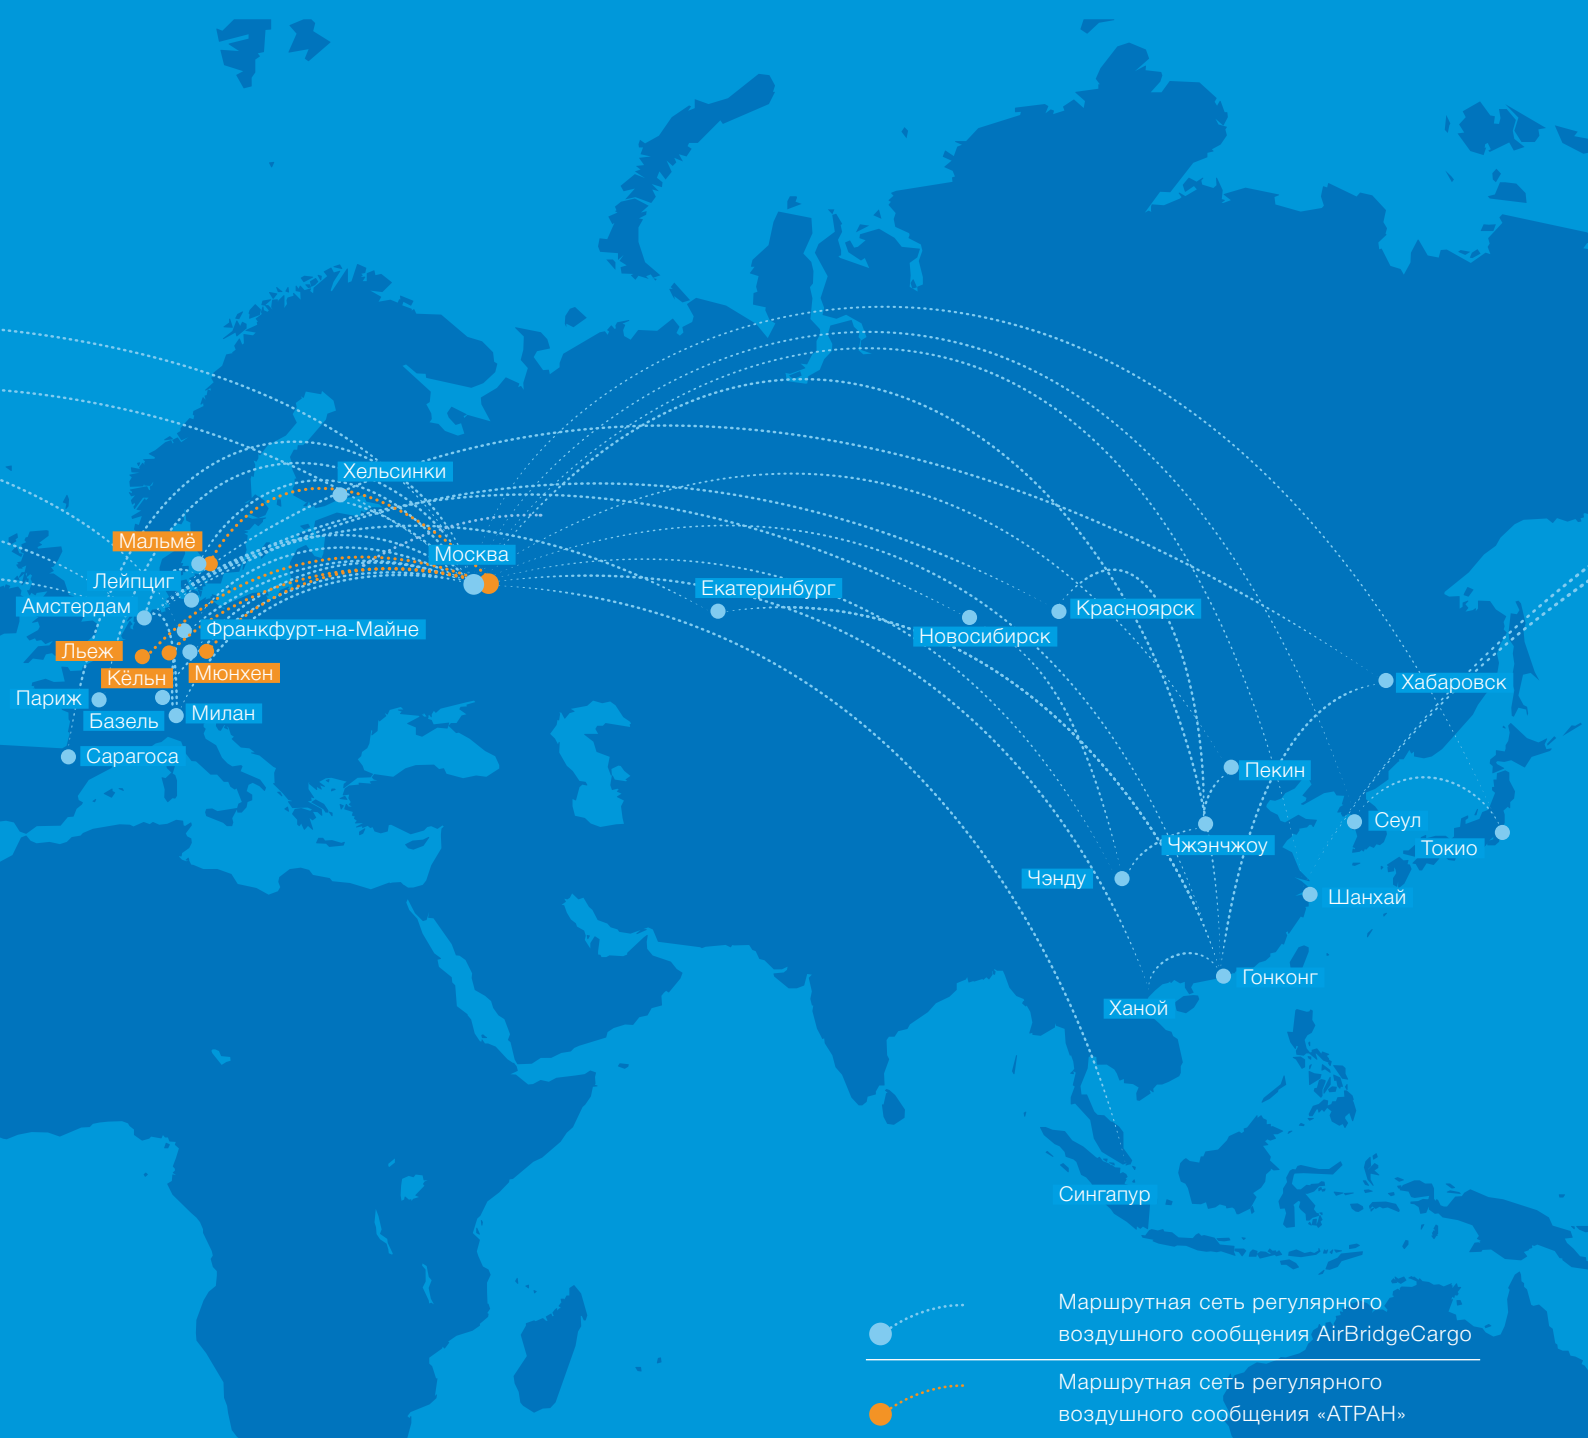 Хельсинки
Мальмё
Москва
Лейпциг
Екатеринбург
Амстердам
Красноярск
Франкфурт-на-Майне
Новосибирск
Льеж
Мюнхен
Кёльн
Хабаровск
Париж
Милан
Базель
Сарагоса
Пекин
Сеул
Чжэнчжоу
Токио
Чэнду
Шанхай
Гонконг
Ханой
Сингапур
Маршрутная сеть регулярного
воздушного сообщения AirBridgeCargo
Маршрутная сеть регулярного
воздушного сообщения «АТРАН»